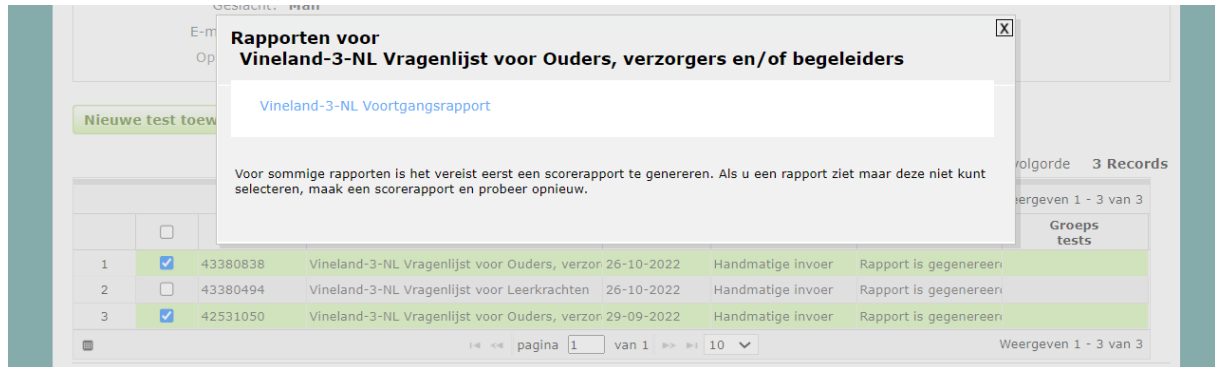 Geslacht: Man
E-m
Op
X
Rapporten voor
Vineland-3-NL Vragenlijst voor Ouders, verzorgers en/of begeleiders
Vineland-3-NL Voortgangsrapport
Voor sommige rapporten is het vereist eerst een scorerapport te genereren. Als u een rapport ziet maar deze niet kunt
selecteren, maak een scorerapport en probeer opnieuw.
Nieuwe test toew
volgorde 3 Records
Weergeven 1 - 3 van 3
Groeps
tests
1 43380838 Vineland-3-NL Vragenlijst voor Ouders, verzor 26-10-2022 Handmatige invoer Rapport is gegenereerd
2 43380494 Vineland-3-NL Vragenlijst voor Leerkrachten 26-10-2022 Handmatige invoer Rapport is gegenereerd
3 42531050 Vineland-3-NL Vragenlijst voor Ouders, verzor 29-09-2022 Handmatige invoer Rapport is gegenereerd
pagina 1 van 1 10 Weergeven 1 - 3 van 3